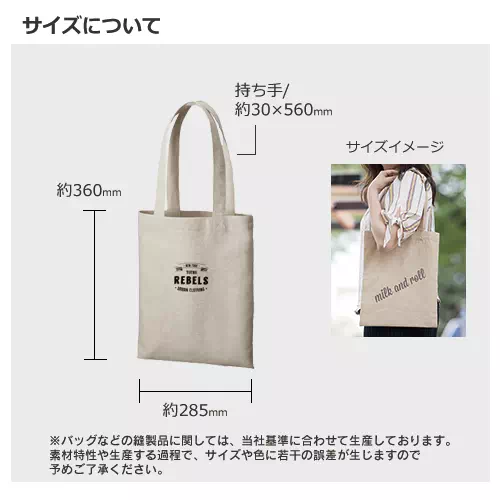 サイズについて
持ち手/
約30×560mm
サイズイメージ
約360mm
REBELS
milk and roll
約285mm
※バッグなどの縫製品に関しては、当社基準に合わせて生産しております。
素材特性や生産する過程で、サイズや色に若干の誤差が生じますので
予めご了承ください。